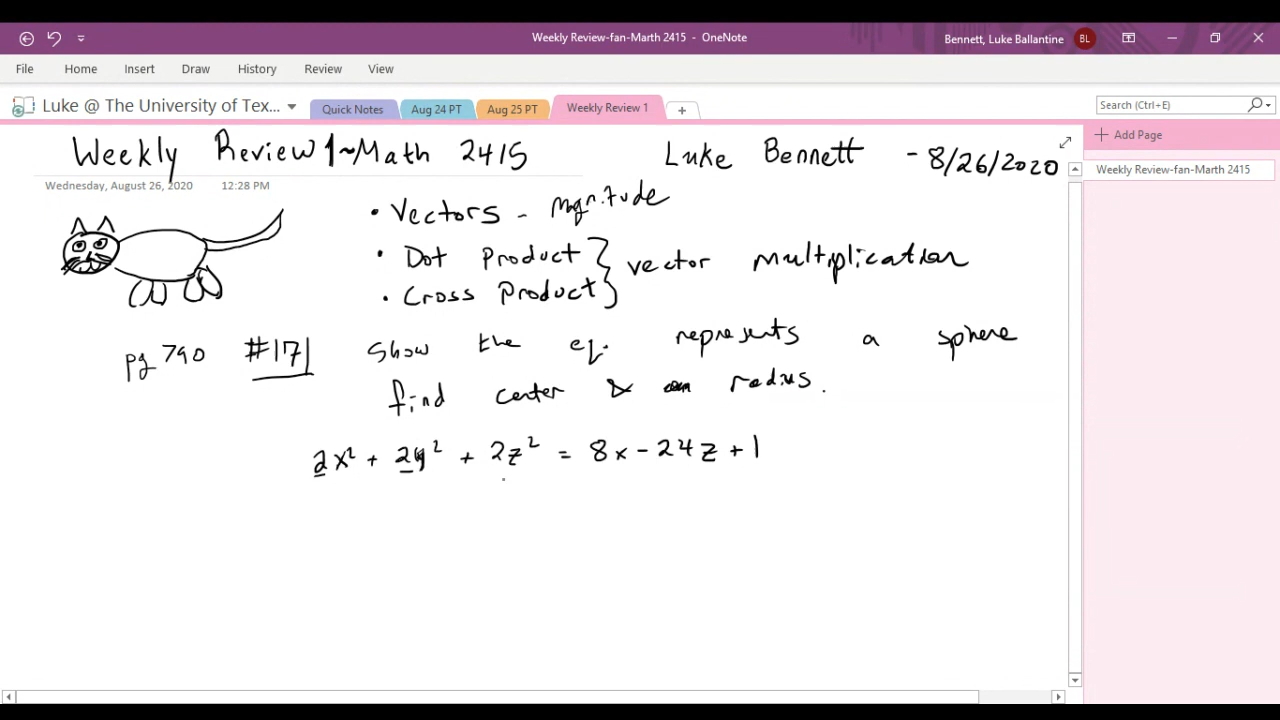 Weekly Review-fan-Marth 2415 - OneNote
Bennett, Luke Ballantine BL
File Home Insert Draw History Review View
Luke @ The University of Tex... Quick Notes Aug 24 PT Aug 25 PT Weekly Review 1 + Search (Ctrl+E)
+ Add Page
Weekly Review-fan-Marth 2415
Weekly Review 1~Math 2415 Luke Bennett - 8/26/2020
Wednesday, August 26, 2020 12:28 PM
• Vectors - Magnitude
• Dot Product } vector multiplication
• Cross Product
pg 790 #17 | Show the eq. represents a sphere
find center & radius.
2x² + 2y² + 2z² = 8x - 24z + 1